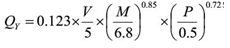 Q_Y = 0.123 × V/5 × (M/6.8)^0.85 × (P/0.5)^0.72